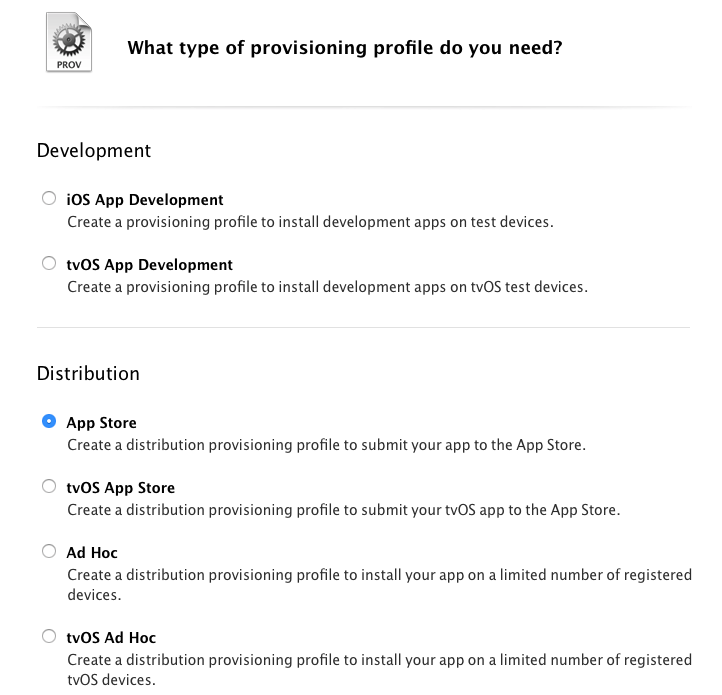 PROV
What type of provisioning profile do you need?
Development
iOS App Development
Create a provisioning profile to install development apps on test devices.
tvOS App Development
Create a provisioning profile to install development apps on tvOS test devices.
Distribution
App Store
Create a distribution provisioning profile to submit your app to the App Store.
tvOS App Store
Create a distribution provisioning profile to submit your tvOS app to the App Store.
Ad Hoc
Create a distribution provisioning profile to install your app on a limited number of registered
devices.
tvOS Ad Hoc
Create a distribution provisioning profile to install your app on a limited number of registered
tvOS devices.